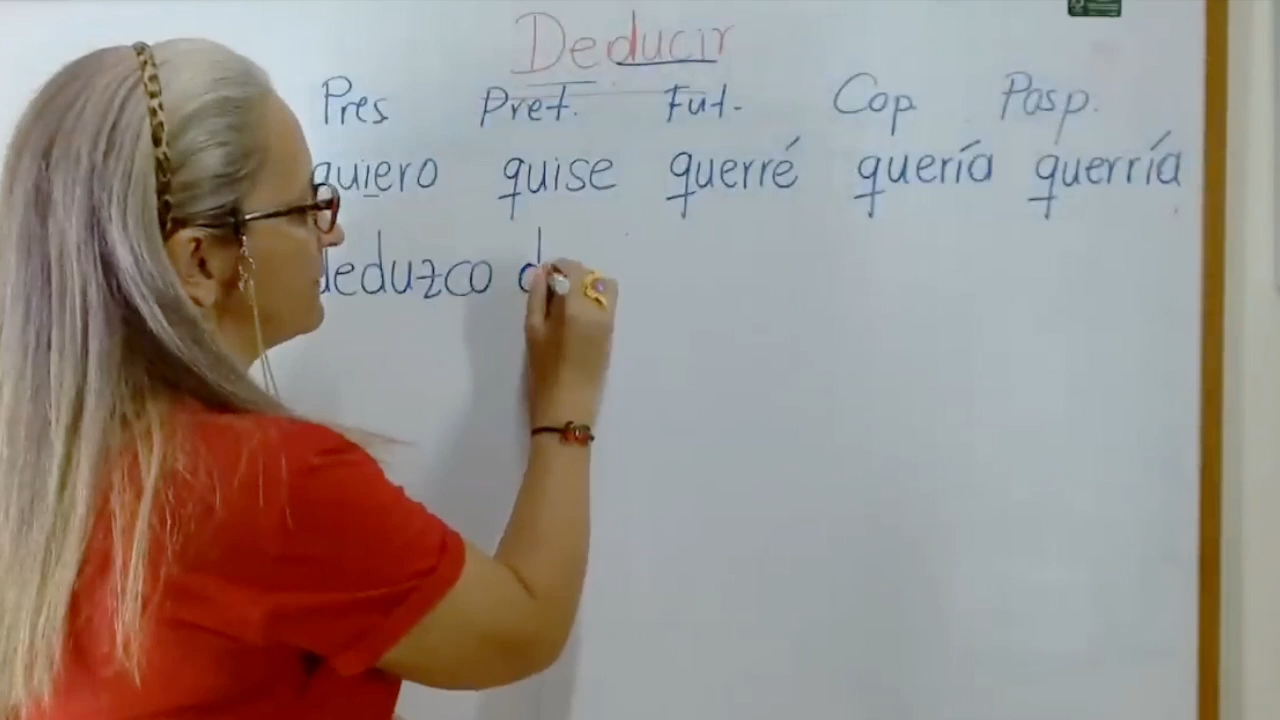 Deducir
Pres Pret. Fut. Cop Posp.
quiero quise querré quería querría
deduzco d